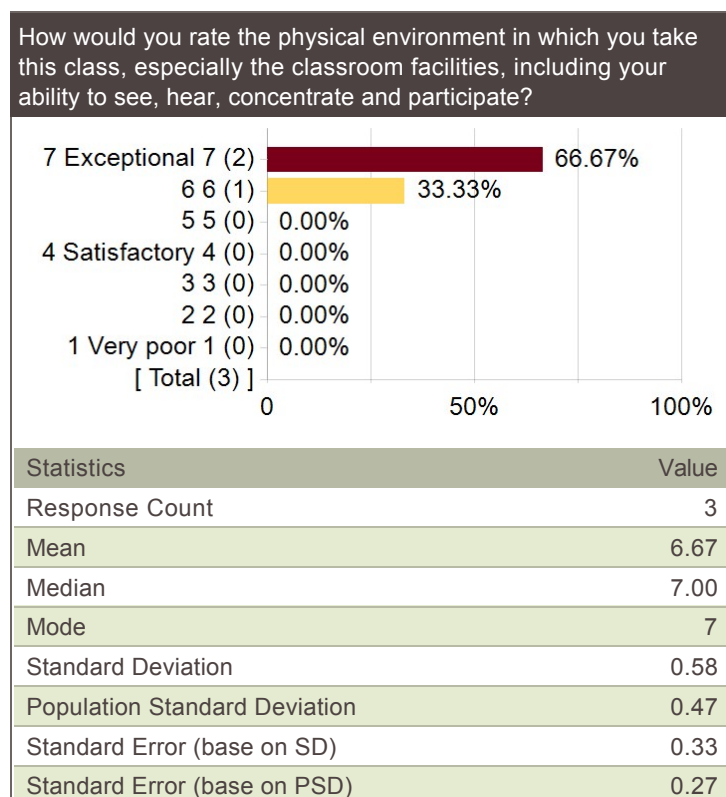 How would you rate the physical environment in which you take
this class, especially the classroom facilities, including your
ability to see, hear, concentrate and participate?
7 Exceptional 7 (2) 66.67%
6 6 (1) 33.33%
5 5 (0) 0.00%
4 Satisfactory 4 (0) 0.00%
3 3 (0) 0.00%
2 2 (0) 0.00%
1 Very poor 1 (0) 0.00%
[ Total (3) ]
0 50% 100%
Statistics Value
Response Count 3
Mean 6.67
Median 7.00
Mode 7
Standard Deviation 0.58
Population Standard Deviation 0.47
Standard Error (base on SD) 0.33
Standard Error (base on PSD) 0.27